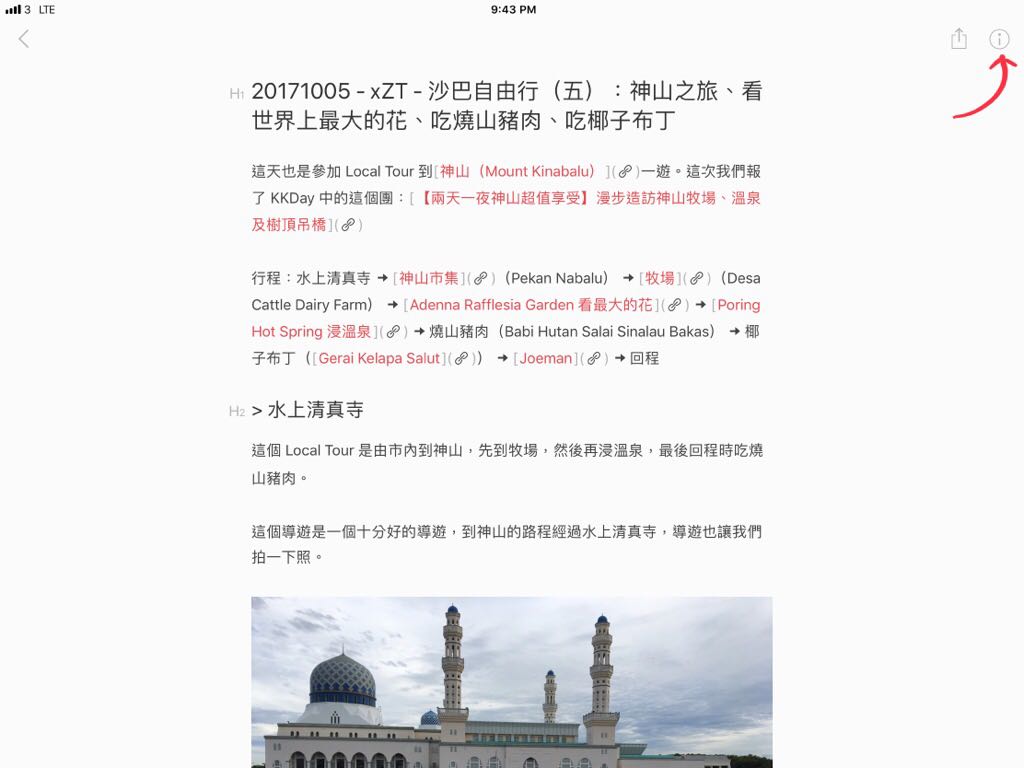 3 LTE
9:43 PM
H1 20171005 - xZT - 沙巴自由行（五）：神山之旅、看
世界上最大的花、吃燒山豬肉、吃椰子布丁
這天也是參加 Local Tour 到[神山（Mount Kinabalu）]()一遊。這次我們報
了 KKDay 中的這個團：[【兩天一夜神山超值享受】漫步造訪神山牧場、溫泉
及樹頂吊橋]()
行程：水上清真寺 ➜ [神山市集]()（Pekan Nabalu） ➜ [牧場]()（Desa
Cattle Dairy Farm） ➜ [Adenna Rafflesia Garden 看最大的花]() ➜ [Poring
Hot Spring 浸溫泉]() ➜ 燒山豬肉（Babi Hutan Salai Sinalau Bakas） ➜ 椰
子布丁（[Gerai Kelapa Salut]()） ➜ [Joeman]() ➜ 回程
H2 > 水上清真寺
這個 Local Tour 是由市內到神山，先到牧場，然後再浸溫泉，最後回程時吃燒
山豬肉。
這個導遊是一個十分好的導遊，到神山的路程經過水上清真寺，導遊也讓我們
拍一下照。